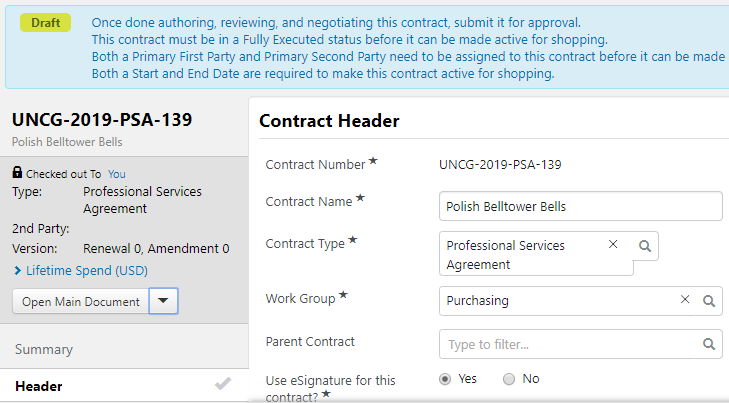 Draft
Once done authoring, reviewing, and negotiating this contract, submit it for approval.
This contract must be in a Fully Executed status before it can be made active for shopping.
Both a Primary First Party and Primary Second Party need to be assigned to this contract before it can be made
Both a Start and End Date are required to make this contract active for shopping.
UNCG-2019-PSA-139
Polish Belltower Bells
Checked out To You
Type: Professional Services
Agreement
2nd Party:
Version: Renewal 0, Amendment 0
Lifetime Spend (USD)
Open Main Document
Summary
Header
Contract Header
Contract Number ★ UNCG-2019-PSA-139
Contract Name ★ Polish Belltower Bells
Contract Type ★ Professional Services
Agreement
Work Group ★ Purchasing
Parent Contract Type to filter...
Use eSignature for this Yes No
contract? ★